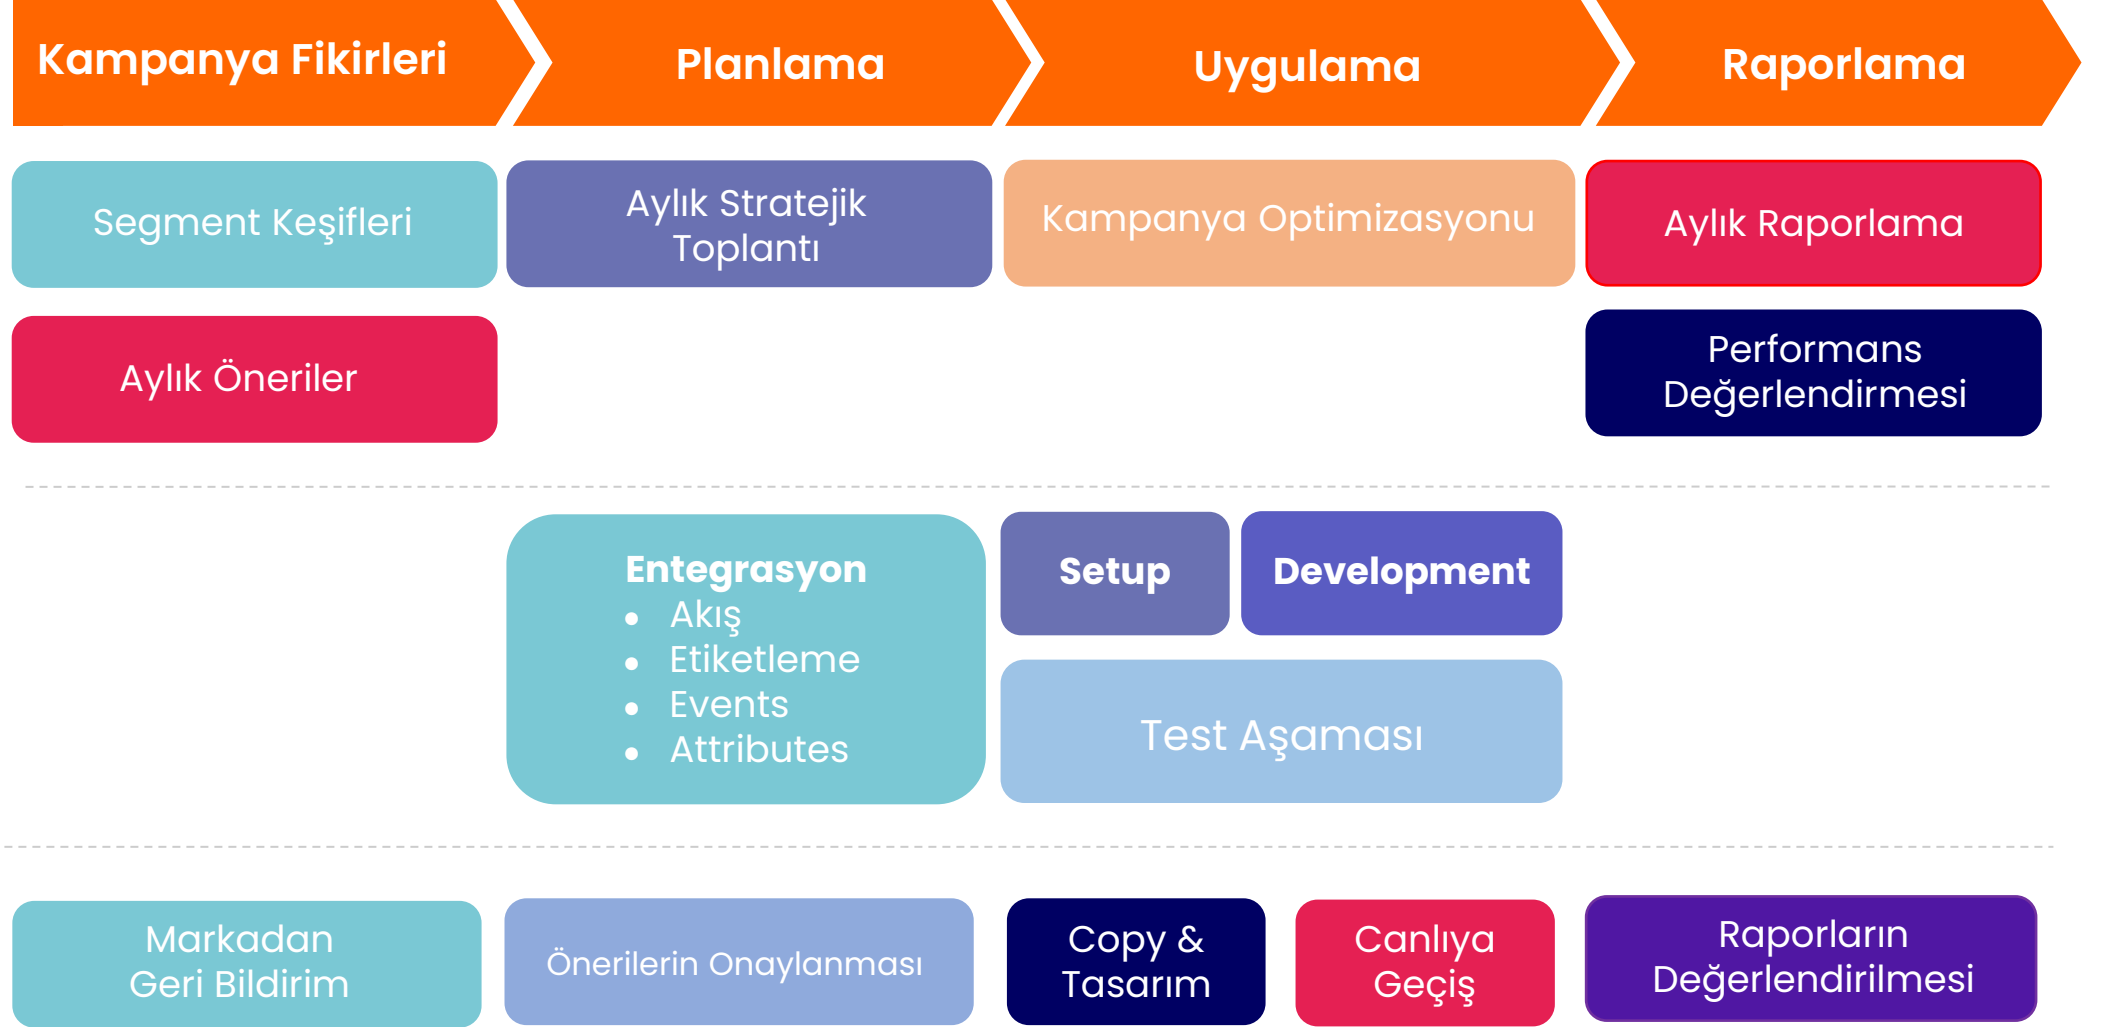 Kampanya Fikirleri
Planlama
Uygulama
Raporlama
Segment Keşifleri
Aylık Stratejik
Toplantı
Kampanya Optimizasyonu
Aylık Raporlama
Aylık Öneriler
Performans
Değerlendirmesi
Entegrasyon
● Akış
● Etiketleme
● Events
● Attributes
Setup
Development
Test Aşaması
Markadan
Geri Bildirim
Önerilerin Onaylanması
Copy &
Tasarım
Canlıya
Geçiş
Raporların
Değerlendirilmesi